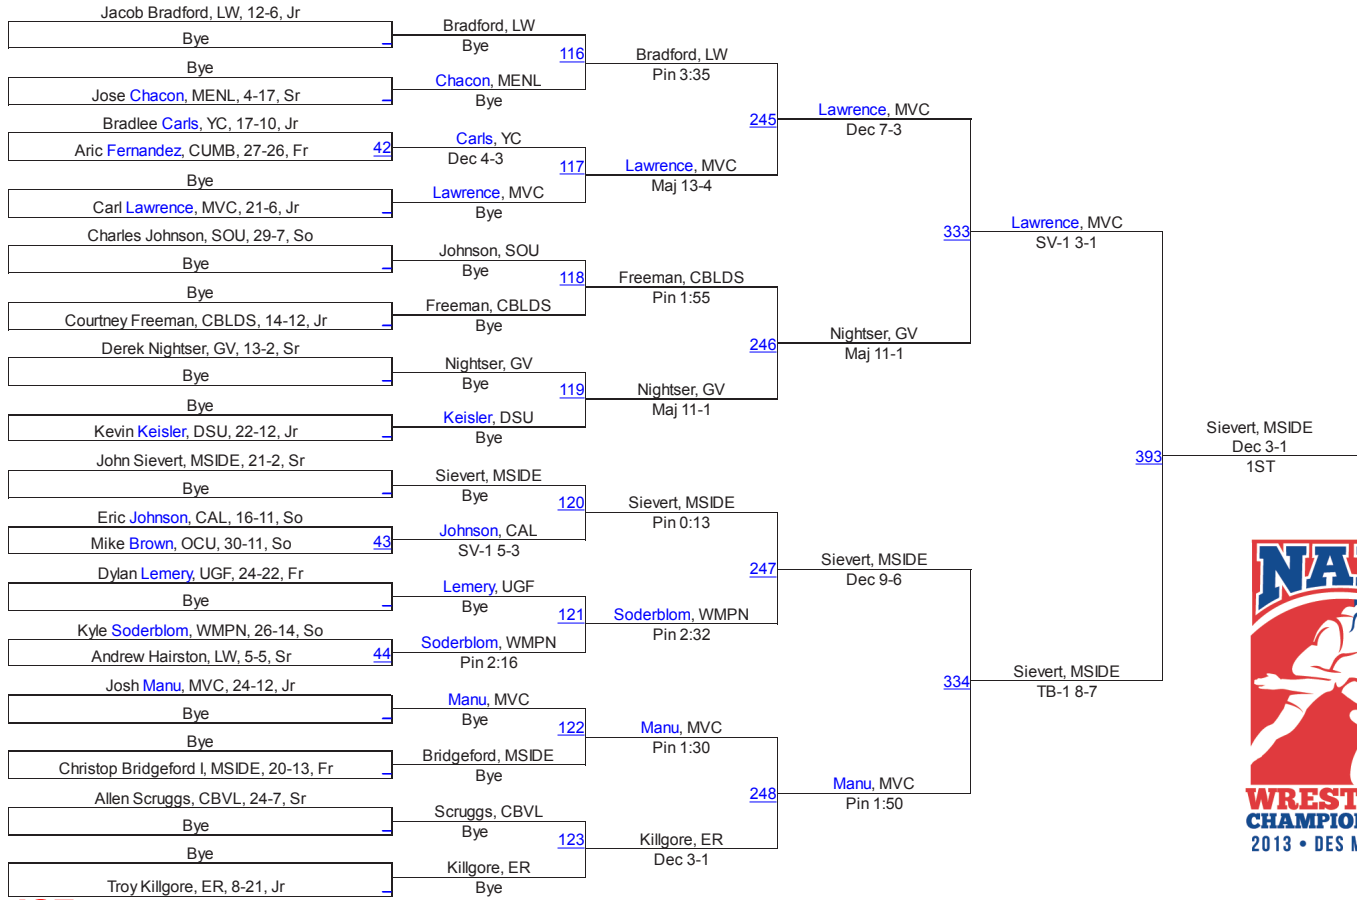 Jacob Bradford, LW, 12-6, Jr
Bye
Bye
Jose Chacon, MENL, 4-17, Sr
Bradlee Carls, YC, 17-10, Jr
Aric Fernandez, CUMB, 27-26, Fr
42
Bye
Carl Lawrence, MVC, 21-6, Jr
Charles Johnson, SOU, 29-7, So
Bye
Bye
Courtney Freeman, CBLDS, 14-12, Jr
Derek Nightser, GV, 13-2, Sr
Bye
Bye
Kevin Keisler, DSU, 22-12, Jr
John Sievert, MSIDE, 21-2, Sr
Bye
Eric Johnson, CAL, 16-11, So
Mike Brown, OCU, 30-11, So
43
Dylan Lemery, UGF, 24-22, Fr
Bye
Kyle Soderblom, WMPN, 26-14, So
Andrew Hairston, LW, 5-5, Sr
44
Josh Manu, MVC, 24-12, Jr
Bye
Bye
Christop Bridgeford I, MSIDE, 20-13, Fr
Allen Scruggs, CBVL, 24-7, Sr
Bye
Bye
Troy Killgore, ER, 8-21, Jr
Bradford, LW
Bye
116
Chacon, MENL
Bye
Carls, YC
Dec 4-3
117
Lawrence, MVC
Bye
Johnson, SOU
Bye
118
Freeman, CBLDS
Bye
Nightser, GV
Bye
119
Keisler, DSU
Bye
Sievert, MSIDE
Bye
120
Johnson, CAL
SV-1 5-3
Lemery, UGF
Bye
121
Soderblom, WMPN
Pin 2:16
Manu, MVC
Bye
122
Bridgeford, MSIDE
Bye
Scruggs, CBVL
Bye
123
Killgore, ER
Bye
Bradford, LW
Pin 3:35
245
Lawrence, MVC
Maj 13-4
Freeman, CBLDS
Pin 1:55
246
Nightser, GV
Maj 11-1
Sievert, MSIDE
Pin 0:13
247
Soderblom, WMPN
Pin 2:32
Manu, MVC
Pin 1:30
248
Killgore, ER
Dec 3-1
Lawrence, MVC
Dec 7-3
333
Nightser, GV
Maj 11-1
Sievert, MSIDE
Dec 9-6
334
Manu, MVC
Pin 1:50
Lawrence, MVC
SV-1 3-1
393
Sievert, MSIDE
TB-1 8-7
Sievert, MSIDE
Dec 3-1
1ST
NA
WREST
CHAMPIO
2013 • DES M